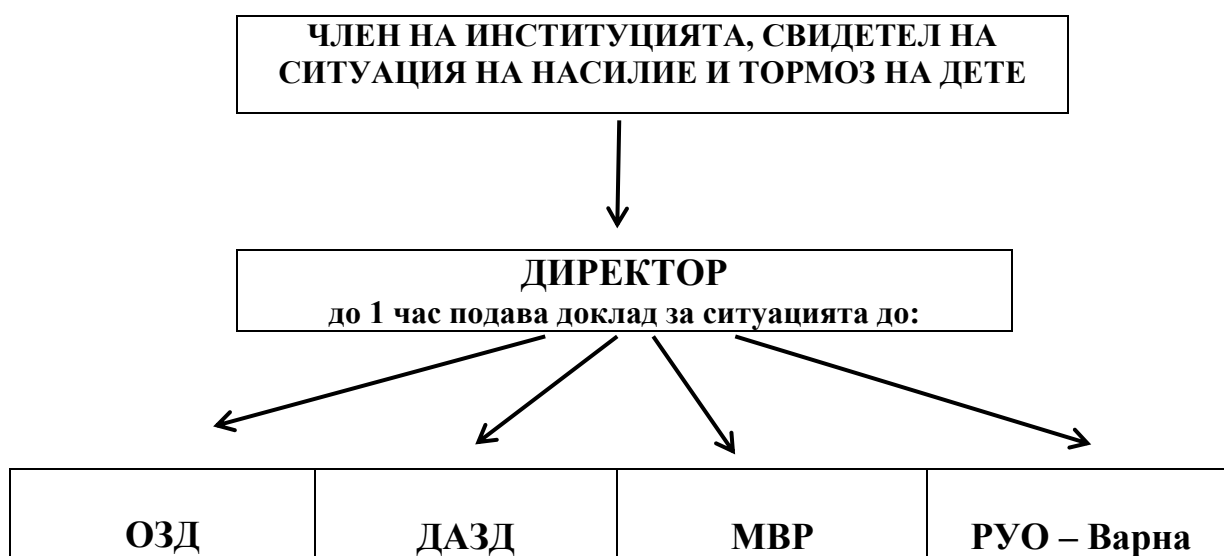 ЧЛЕН НА ИНСТИТУЦИЯТА, СВИДЕТЕЛ НА
СИТУАЦИЯ НА НАСИЛИЕ И ТОРМОЗ НА ДЕТЕ
ДИРЕКТОР
до 1 час подава доклад за ситуацията до:
ОЗД ДАЗД МВР РУО – Варна